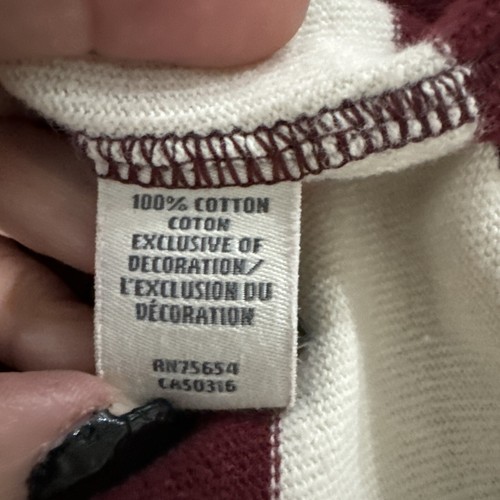 100% COTTON
COTON
EXCLUSIVE OF
DECORATION/
L'EXCLUSION DU
DÉCORATION
RN75654
CA50316